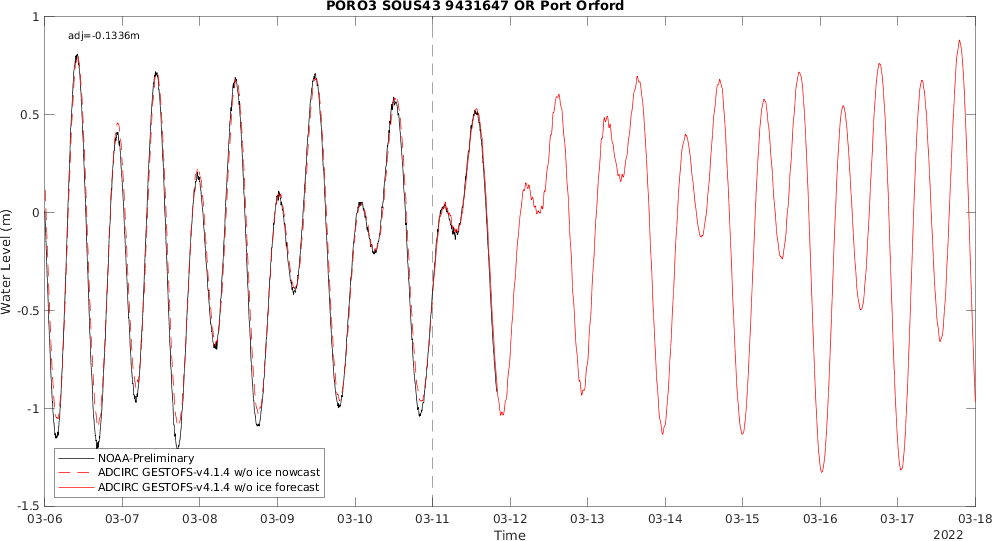 PORO3 SOUS43 9431647 OR Port Orford
adj=-0.1336m
1
0.5
0
-0.5
-1
-1.5
Water Level (m)
NOAA-Preliminary
ADCIRC GESTOFS-v4.1.4 w/o ice nowcast
ADCIRC GESTOFS-v4.1.4 w/o ice forecast
03-06 03-07 03-08 03-09 03-10 03-11 03-12 03-13 03-14 03-15 03-16 03-17 03-18
Time
2022